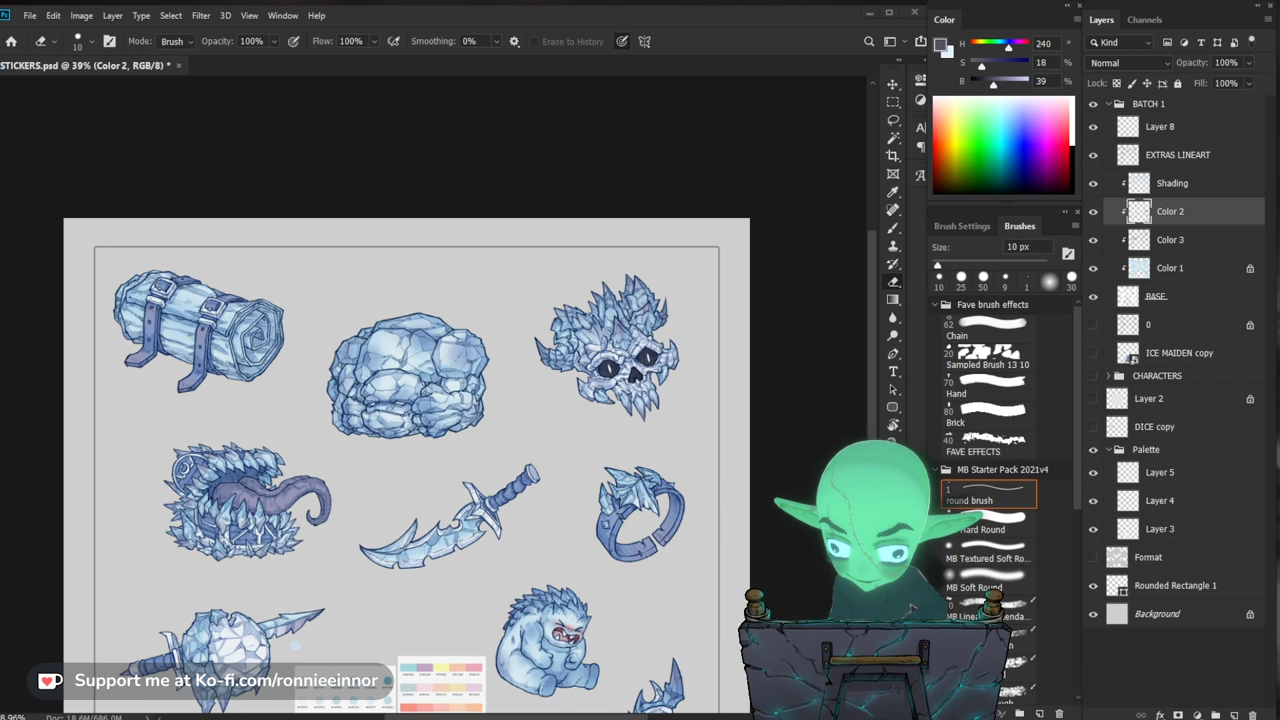 Ps File Edit Image Layer Type Select Filter 3D View Window Help
10 Mode: Brush Opacity: 100% Flow: 100% Smoothing: 0% Erase to History
STICKERS.psd @ 39% (Color 2, RGB/8) * ×
Color
H 240 °
S 18 %
B 39 %
Brush Settings Brushes
Size: 10 px
10 25 50 9 1 30
Fave brush effects
62
Chain
20
Sampled Brush 13 10
70
Hand
80
Brick
40
FAVE EFFECTS
MB Starter Pack 2021v4
1
round brush
Hard Round
MB Textured Soft Ro...
MB Soft Round
Layers Channels
Kind
Normal Opacity: 100%
Lock: Fill: 100%
BATCH 1
Layer 8
EXTRAS LINEART
Shading
Color 2
Color 3
Color 1
BASE
0
ICE MAIDEN copy
CHARACTERS
Layer 2
DICE copy
Palette
Layer 5
Layer 4
Layer 3
Format
Rounded Rectangle 1
Background
Support me at Ko-fi.com/ronnieeinnor